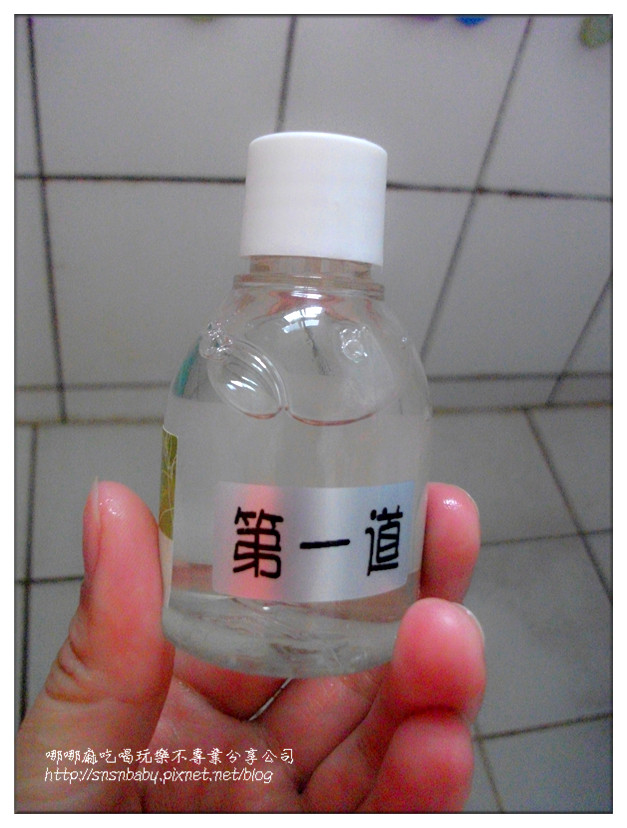 第一道
哪哪麻吃喝玩樂不專業分享公司
http://snsnbaby.pixnet.net/blog